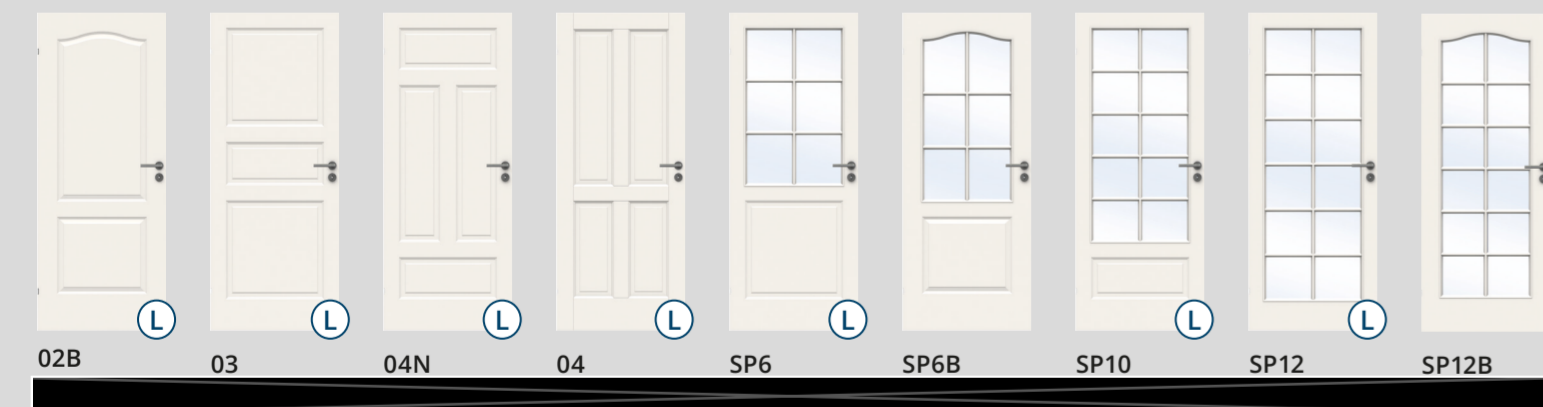 L L L L L L L
02B 03 04N 04 SP6 SP6B SP10 SP12 SP12B